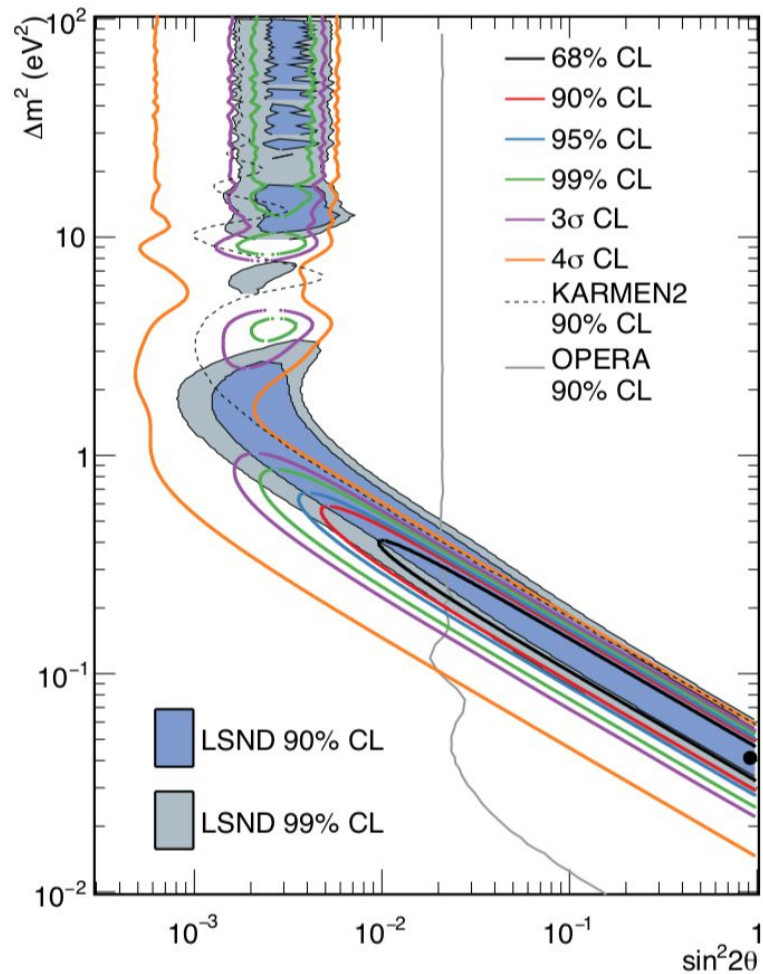 10²
Δm² (eV²)
68% CL
90% CL
95% CL
99% CL
3σ CL
4σ CL
KARMEN2
90% CL
OPERA
90% CL
10
1
10⁻¹
LSND 90% CL
LSND 99% CL
10⁻²
10⁻³ 10⁻² 10⁻¹ 1
sin²2θ